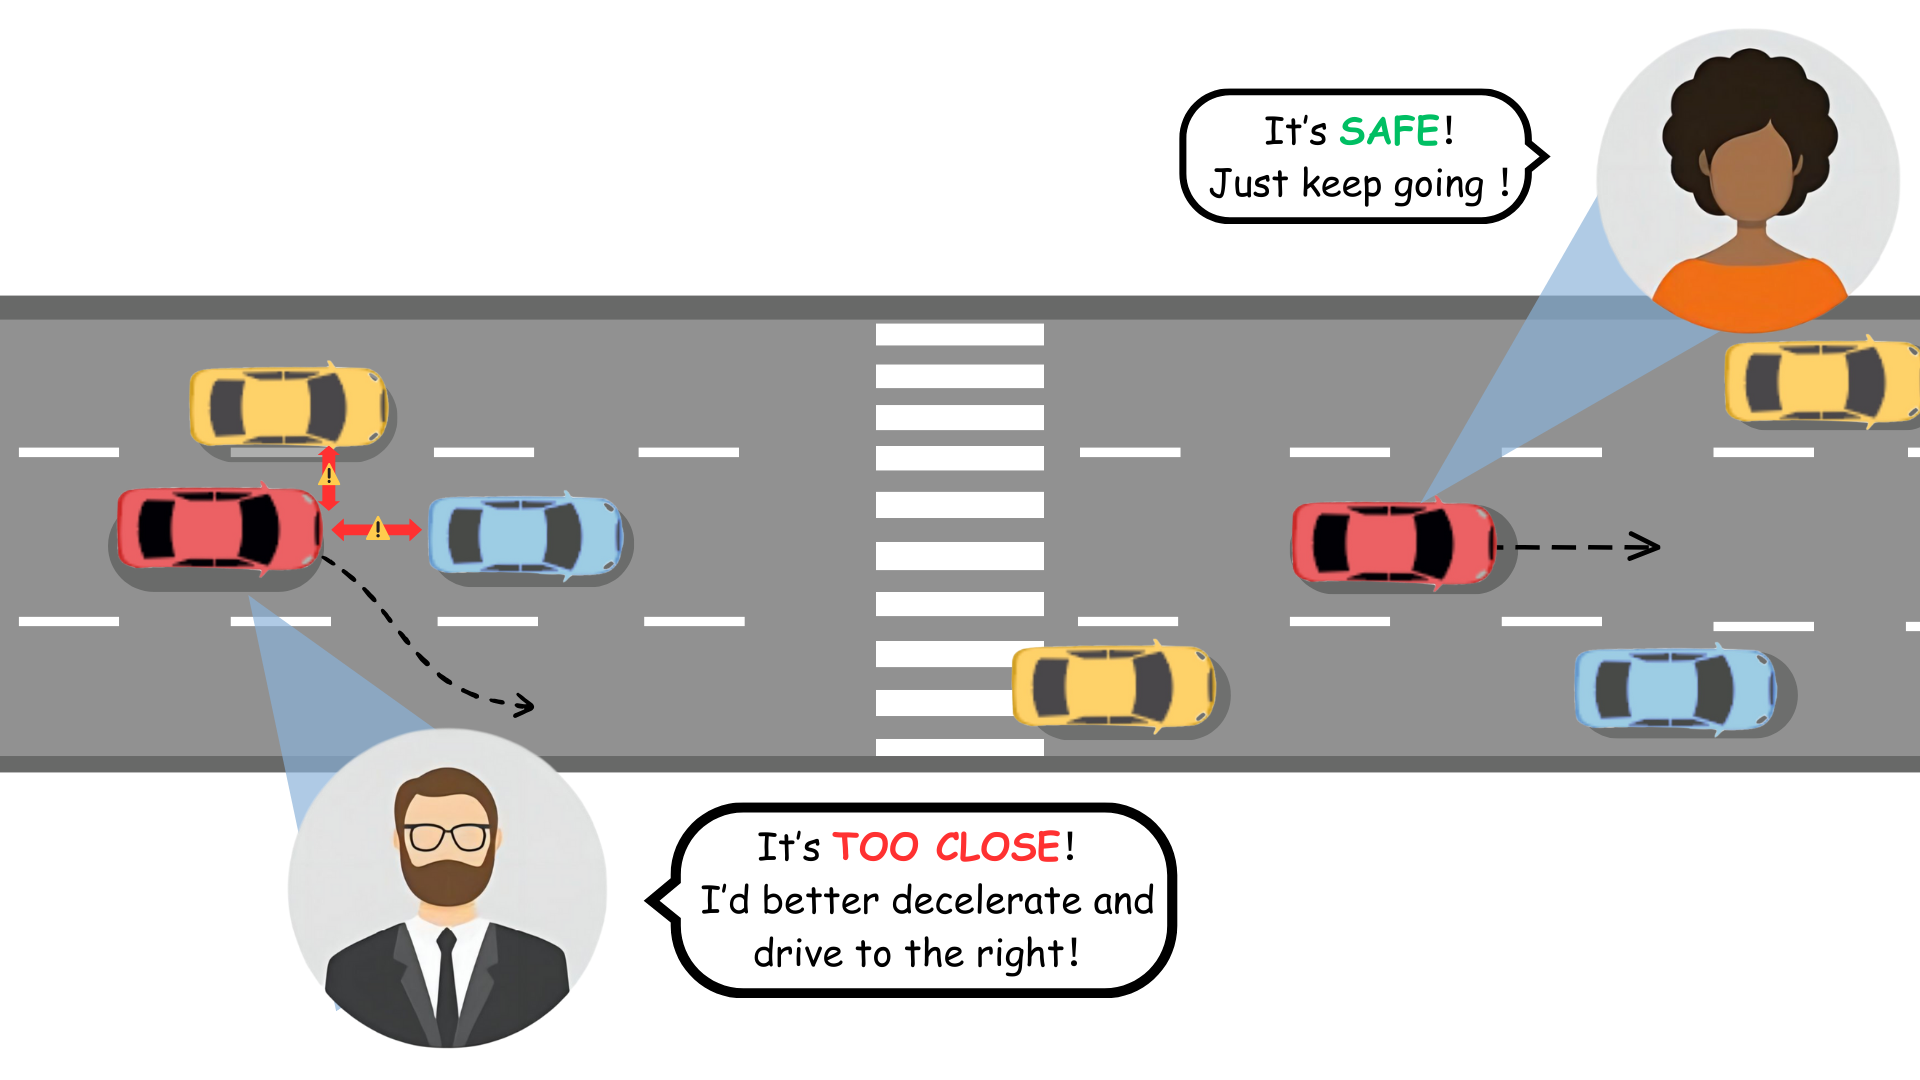 It's SAFE!
Just keep going !
It's TOO CLOSE!
I'd better decelerate and
drive to the right!